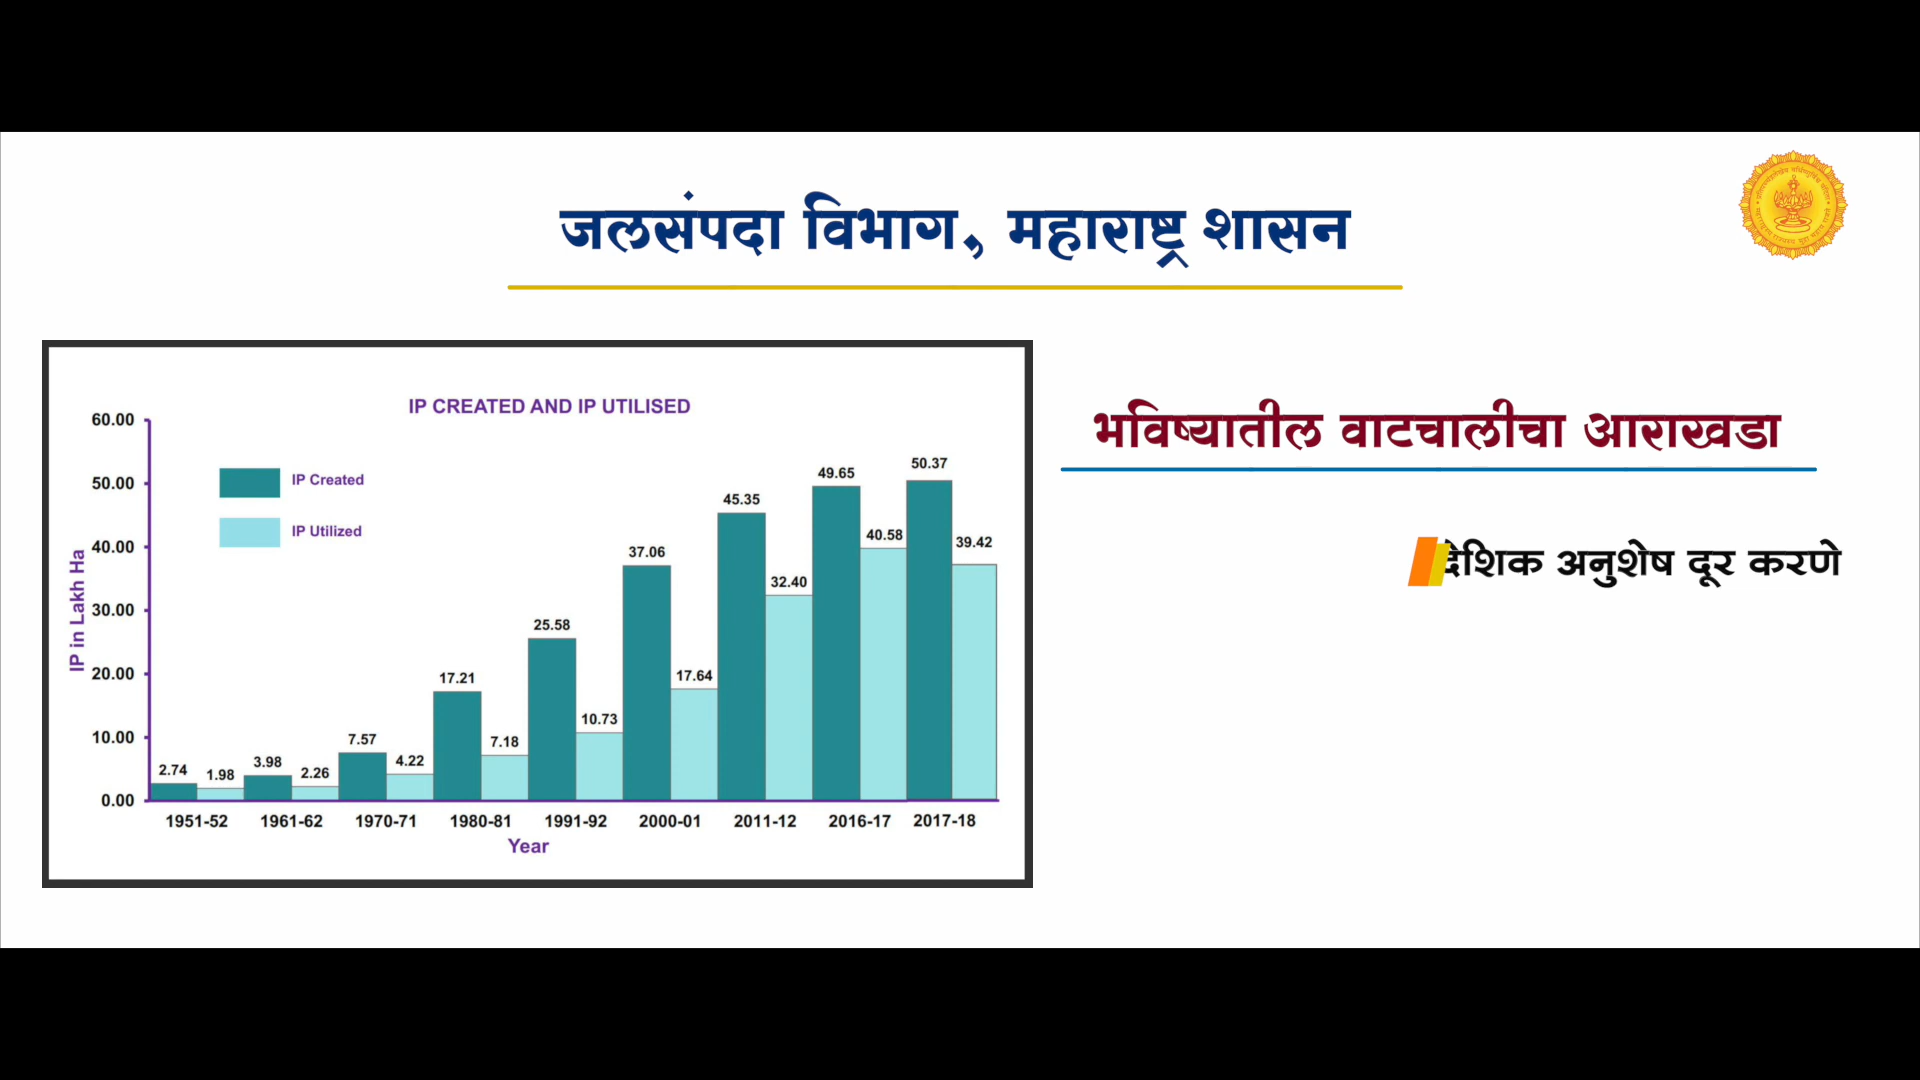 जलसंपदा विभाग, महाराष्ट्र शासन
IP CREATED AND IP UTILISED
IP Created
IP Utilized
IP in Lakh Ha
60.00
50.00
40.00
30.00
20.00
10.00
0.00
2.74 1.98 3.98 2.26 7.57 4.22 17.21 7.18 25.58 10.73 37.06 17.64 45.35 32.40 49.65 40.58 50.37 39.42
1951-52 1961-62 1970-71 1980-81 1991-92 2000-01 2011-12 2016-17 2017-18
Year
भविष्यातील वाटचालीचा आराखडा
अनुशेष दूर करणे